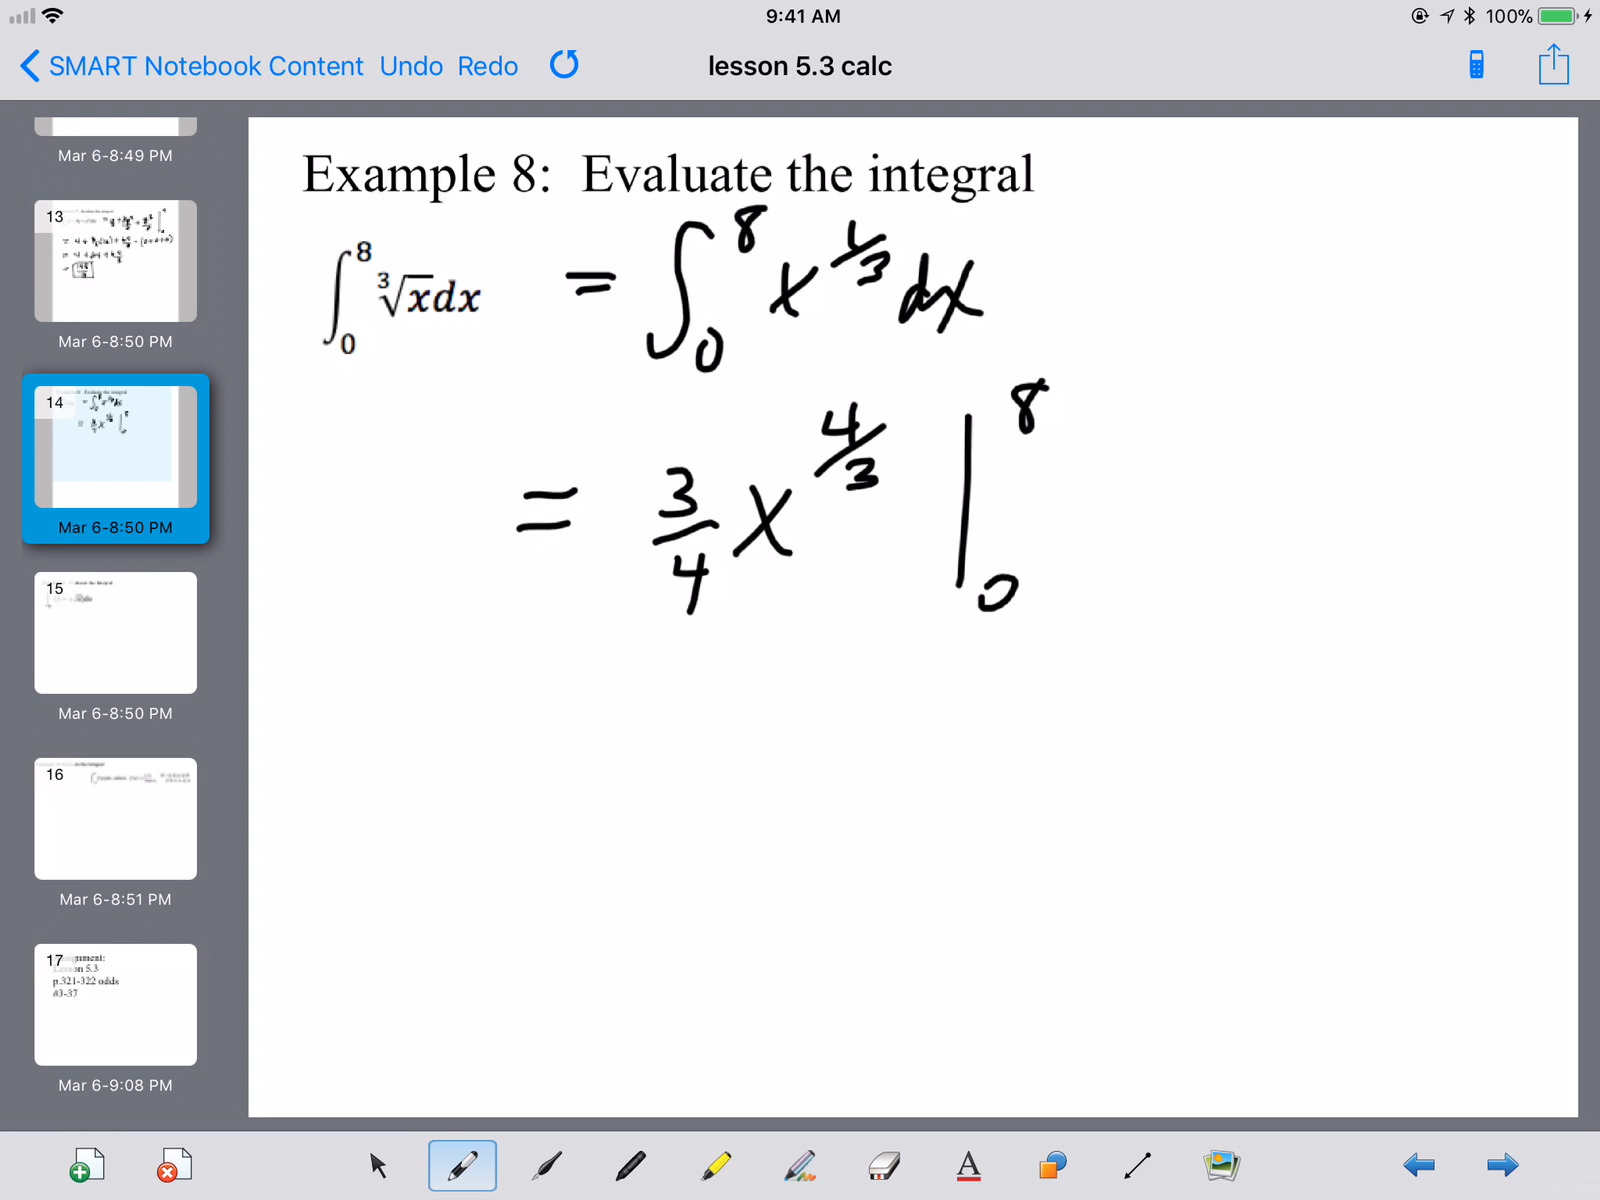 9:41 AM
100%
SMART Notebook Content Undo Redo
lesson 5.3 calc
Mar 6-8:49 PM
13
Mar 6-8:50 PM
14
Mar 6-8:50 PM
15
Mar 6-8:50 PM
16
Mar 6-8:51 PM
17
Lesson 5.3
p.321-322 odds
#3-37
Mar 6-9:08 PM
Example 8: Evaluate the integral
∫₀⁸ ∛x dx = ∫₀⁸ x^(1/3) dx
= 3/4 x^(4/3) |₀⁸
A